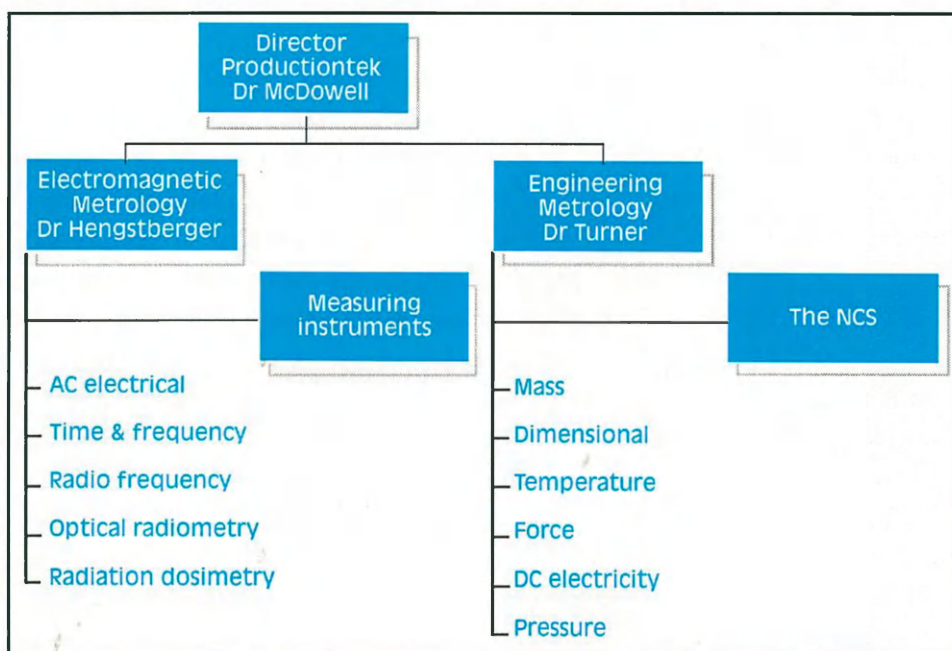 Director
Productiontek
Dr McDowell
Electromagnetic
Metrology
Dr Hengstberger
Engineering
Metrology
Dr Turner
Measuring
instruments
The NCS
AC electrical
Time & frequency
Radio frequency
Optical radiometry
Radiation dosimetry
Mass
Dimensional
Temperature
Force
DC electricity
Pressure